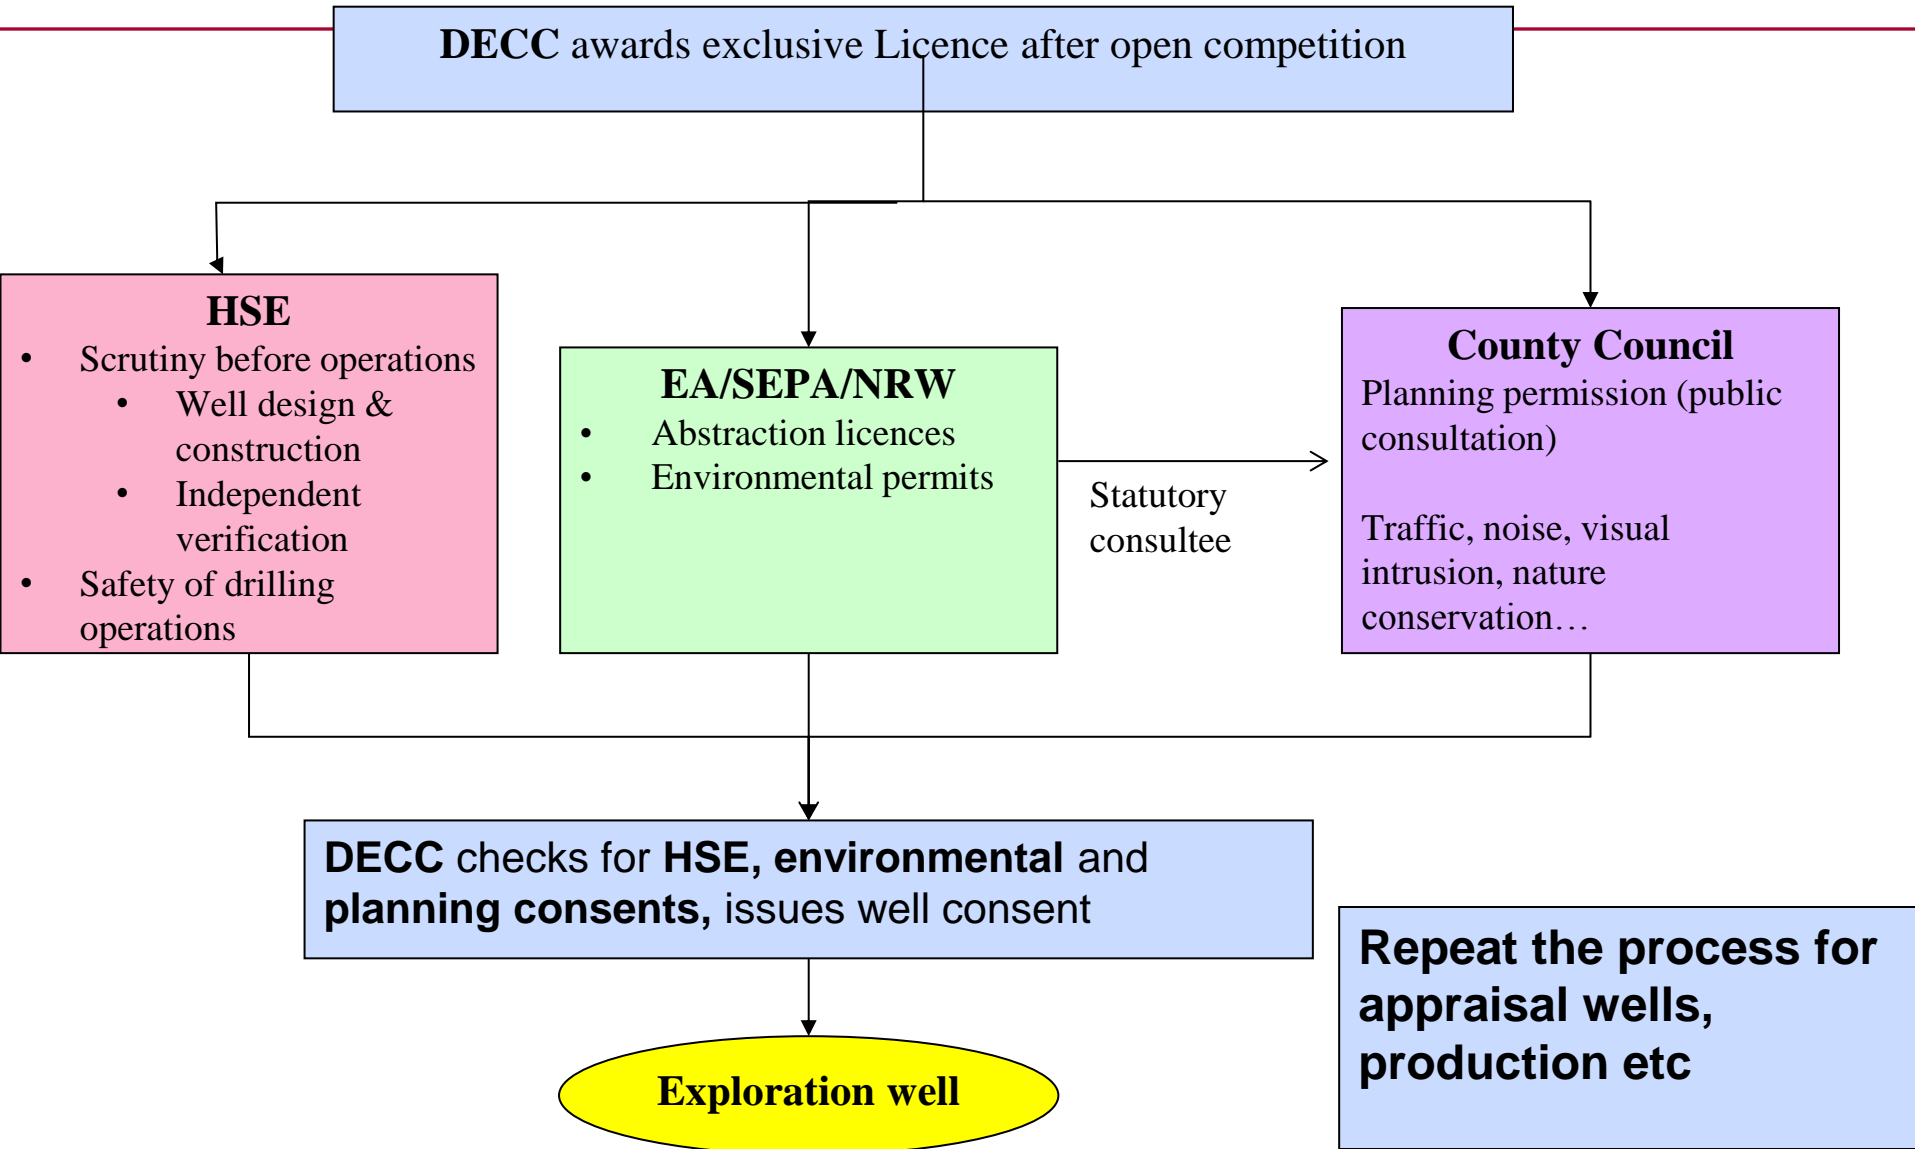 DECC awards exclusive Licence after open competition
HSE
• Scrutiny before operations
• Well design &
construction
• Independent
verification
• Safety of drilling
operations
EA/SEPA/NRW
• Abstraction licences
• Environmental permits
Statutory
consultee
County Council
Planning permission (public
consultation)
Traffic, noise, visual
intrusion, nature
conservation…
DECC checks for HSE, environmental and
planning consents, issues well consent
Exploration well
Repeat the process for
appraisal wells,
production etc